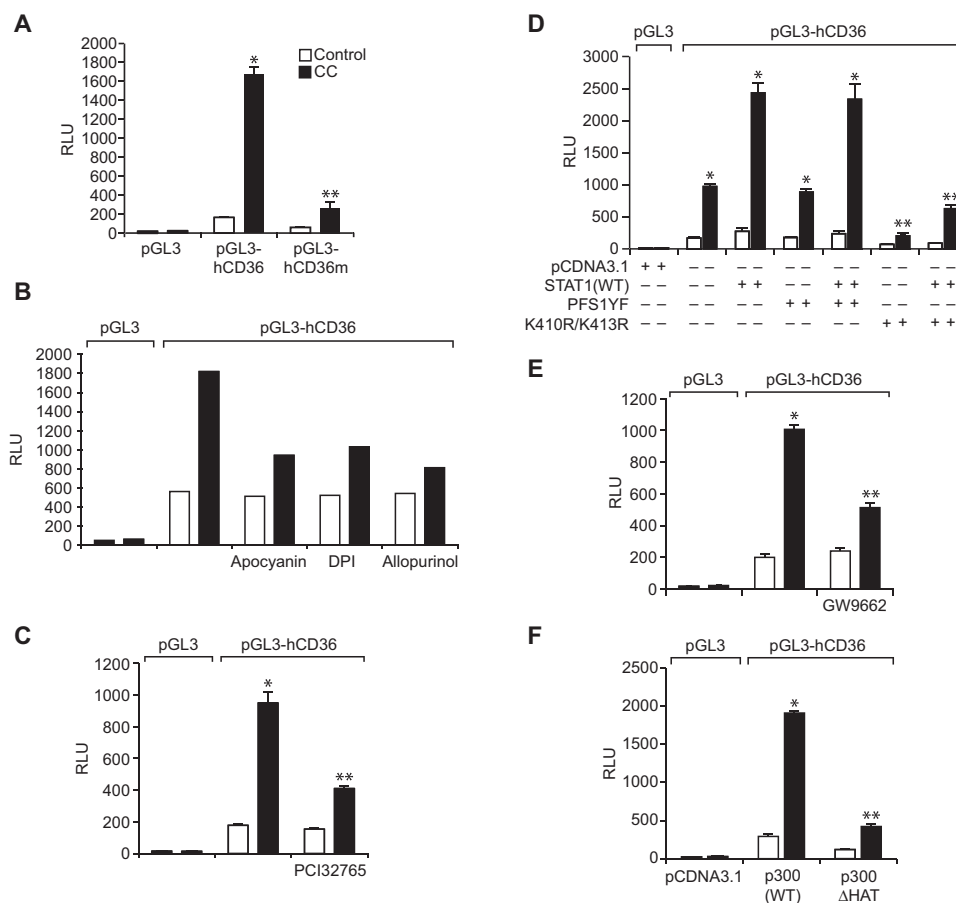 A
RLU
2000
1800
1600
1400
1200
1000
800
600
400
200
0
Control
CC
*
**
pGL3
pGL3-
hCD36
pGL3-
hCD36m
B
pGL3
pGL3-hCD36
RLU
2000
1800
1600
1400
1200
1000
800
600
400
200
0
Apocyanin
DPI
Allopurinol
C
pGL3
pGL3-hCD36
RLU
1200
1000
800
600
400
200
0
*
**
PCI32765
D
pGL3
pGL3-hCD36
RLU
3000
2500
2000
1500
1000
500
0
*
*
*
*
**
**
pCDNA3.1 + + – – – – – – – – – – – –
STAT1(WT) – – – – + + – – + + – – + +
PFS1YF – – – – – – + + + + – – – –
K410R/K413R – – – – – – – – – – + + + +
E
pGL3
pGL3-hCD36
RLU
1200
1000
800
600
400
200
0
*
**
GW9662
F
pGL3
pGL3-hCD36
RLU
2500
2000
1500
1000
500
0
*
**
pCDNA3.1
p300
(WT)
p300
ΔHAT